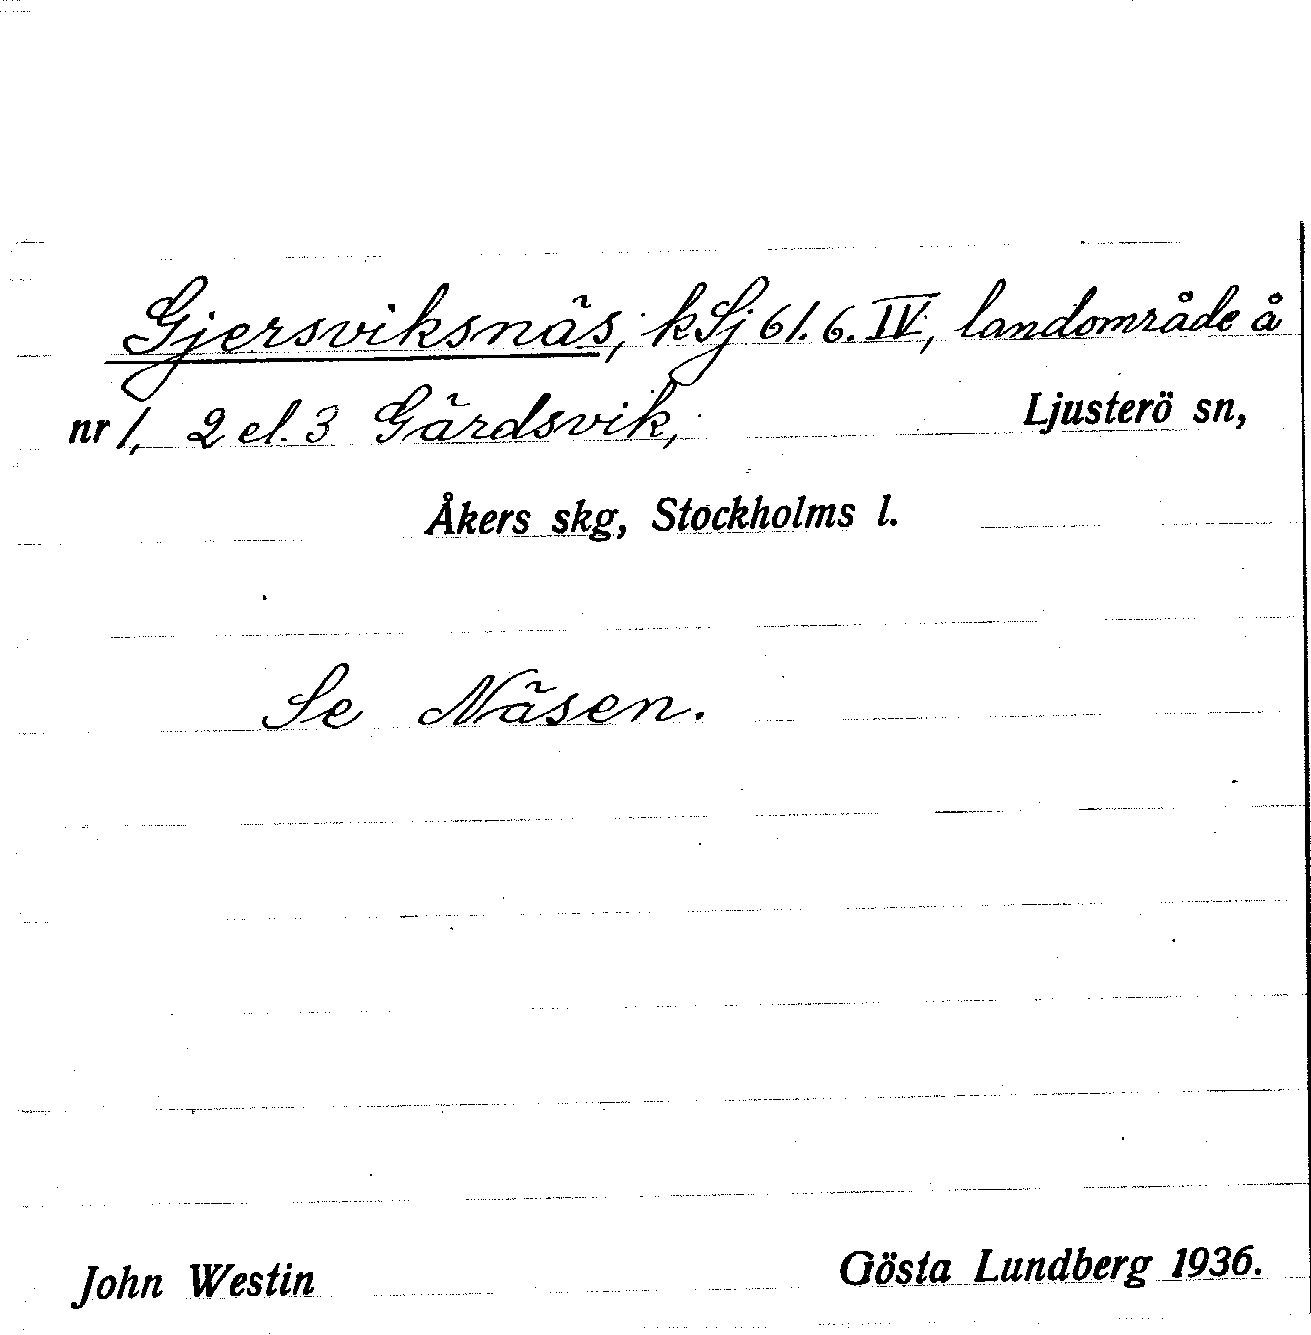 Gjersviksnäs, kSj 61.6.IV, landområde å
nr 1, 2 el. 3 Gärdsvik, Ljusterö sn,
Åkers skg, Stockholms l.
Se Näsen.
John Westin Gösta Lundberg 1936.